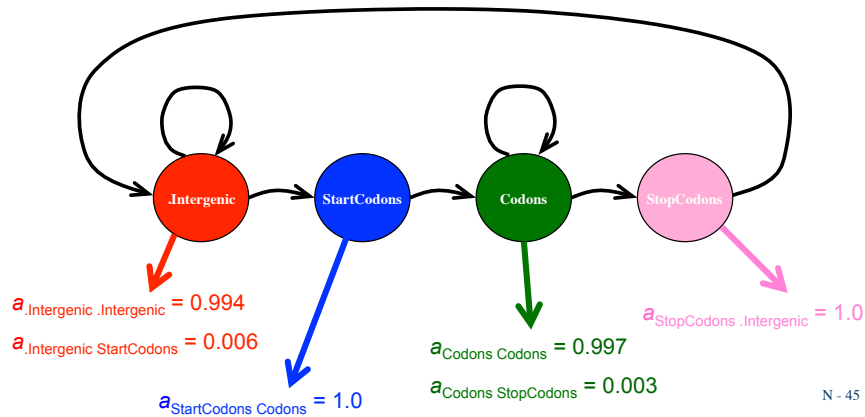 .Intergenic
StartCodons
Codons
StopCodons
a.Intergenic .Intergenic = 0.994
a.Intergenic StartCodons = 0.006
aStartCodons Codons = 1.0
aCodons Codons = 0.997
aCodons StopCodons = 0.003
aStopCodons .Intergenic = 1.0
N - 45